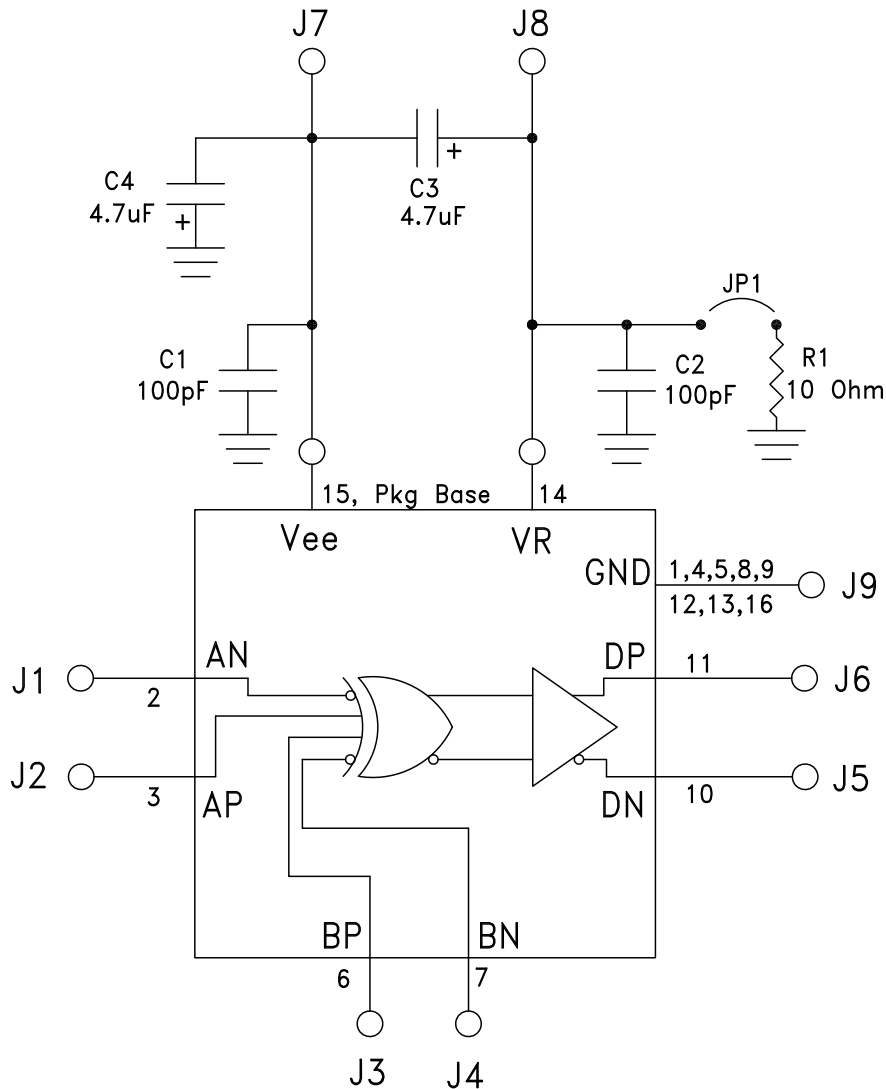 J7
J8
C4
4.7uF
+
C3
4.7uF
+
JP1
C1
100pF
C2
100pF
R1
10 Ohm
15, Pkg Base
14
Vee
VR
GND
1,4,5,8,9
12,13,16
J9
AN
DP
11
J1
2
J6
J2
3
AP
DN
10
J5
BP
BN
6
7
J3
J4